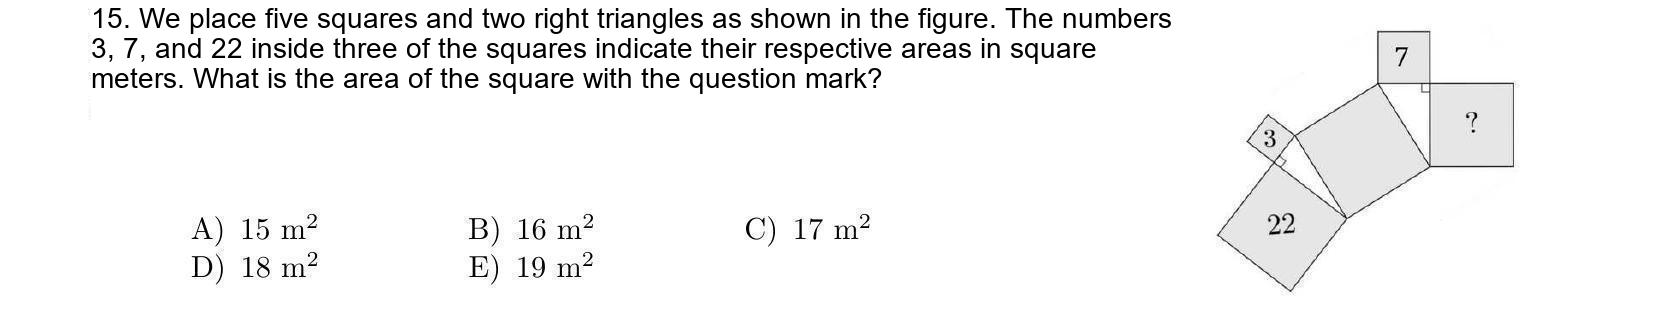 15. We place five squares and two right triangles as shown in the figure. The numbers
3, 7, and 22 inside three of the squares indicate their respective areas in square
meters. What is the area of the square with the question mark?
7
?
3
22
A) 15 m² B) 16 m² C) 17 m²
D) 18 m² E) 19 m²